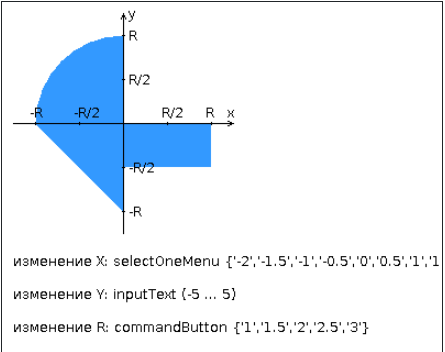 y
R
R/2
-R -R/2 R/2 R x
-R/2
-R
изменение X: selectOneMenu {'-2','-1.5','-1','-0.5','0','0.5','1','1
изменение Y: inputText (-5 ... 5)
изменение R: commandButton {'1','1.5','2','2.5','3'}